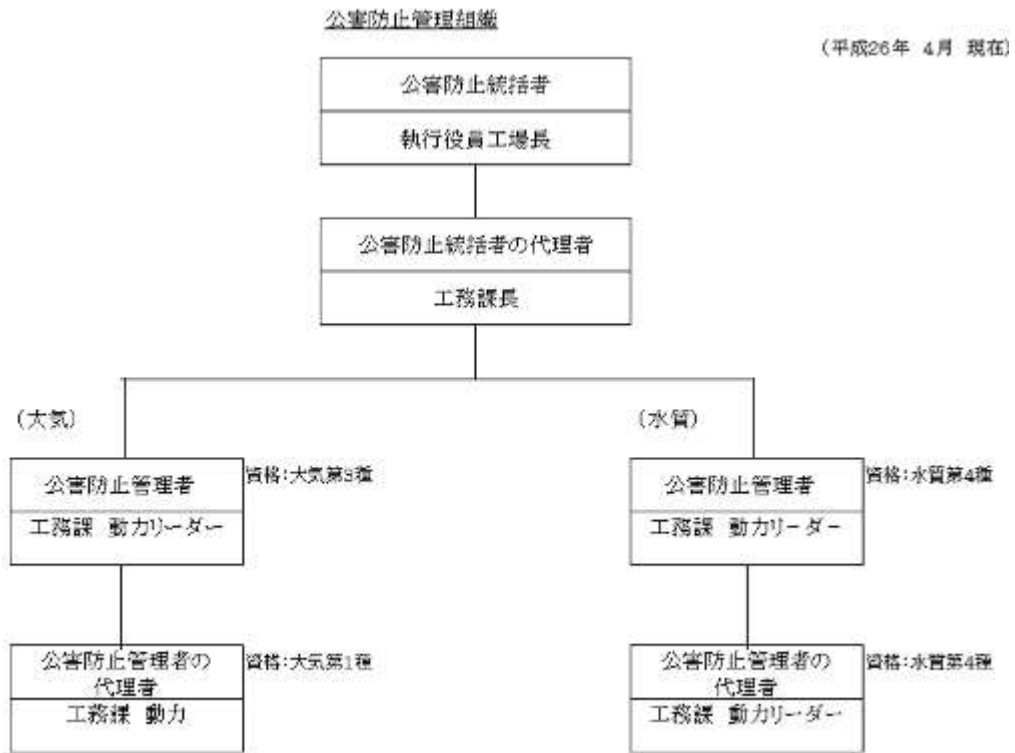 公害防止管理組織
(平成26年 4月 現在)
公害防止統括者
執行役員工場長
公害防止統括者の代理者
工務課長
(大気)
(水質)
公害防止管理者
資格:大気第3種
工務課 動力リーダー
公害防止管理者
資格:水質第4種
工務課 動力リーダー
公害防止管理者の
代理者
資格:大気第1種
工務課 動力
公害防止管理者の
代理者
資格:水質第4種
工務課 動力リーダー